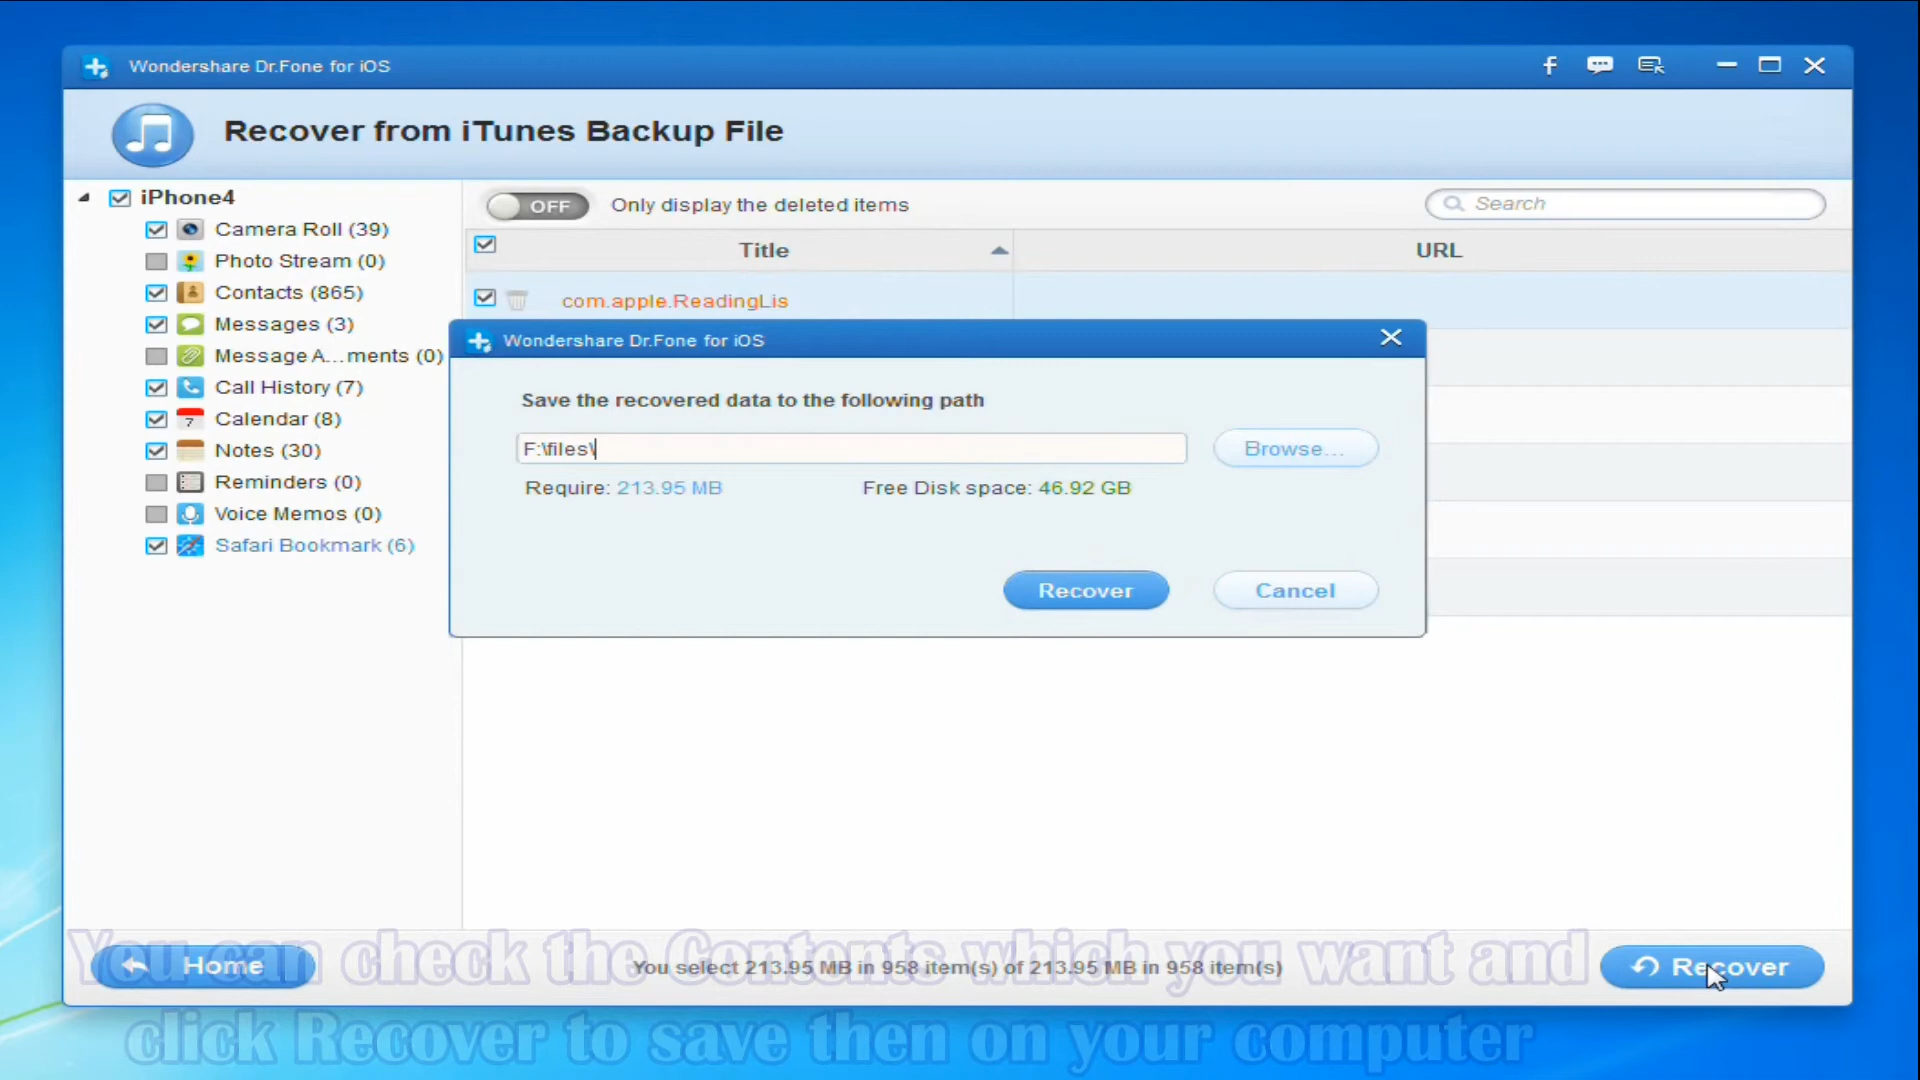 Wondershare Dr.Fone for iOS
Recover from iTunes Backup File
iPhone4
Camera Roll (39)
Photo Stream (0)
Contacts (865)
Messages (3)
Message A...ments (0)
Call History (7)
Calendar (8)
Notes (30)
Reminders (0)
Voice Memos (0)
Safari Bookmark (6)
OFF
Only display the deleted items
Search
Title
URL
com.apple.ReadingLis
Wondershare Dr.Fone for iOS
Save the recovered data to the following path
F:\files\
Browse...
Require: 213.95 MB
Free Disk space: 46.92 GB
Recover
Cancel
Home
You select 213.95 MB in 958 item(s) of 213.95 MB in 958 item(s)
Recover
You can check the Contents which you want and
click Recover to save then on your computer